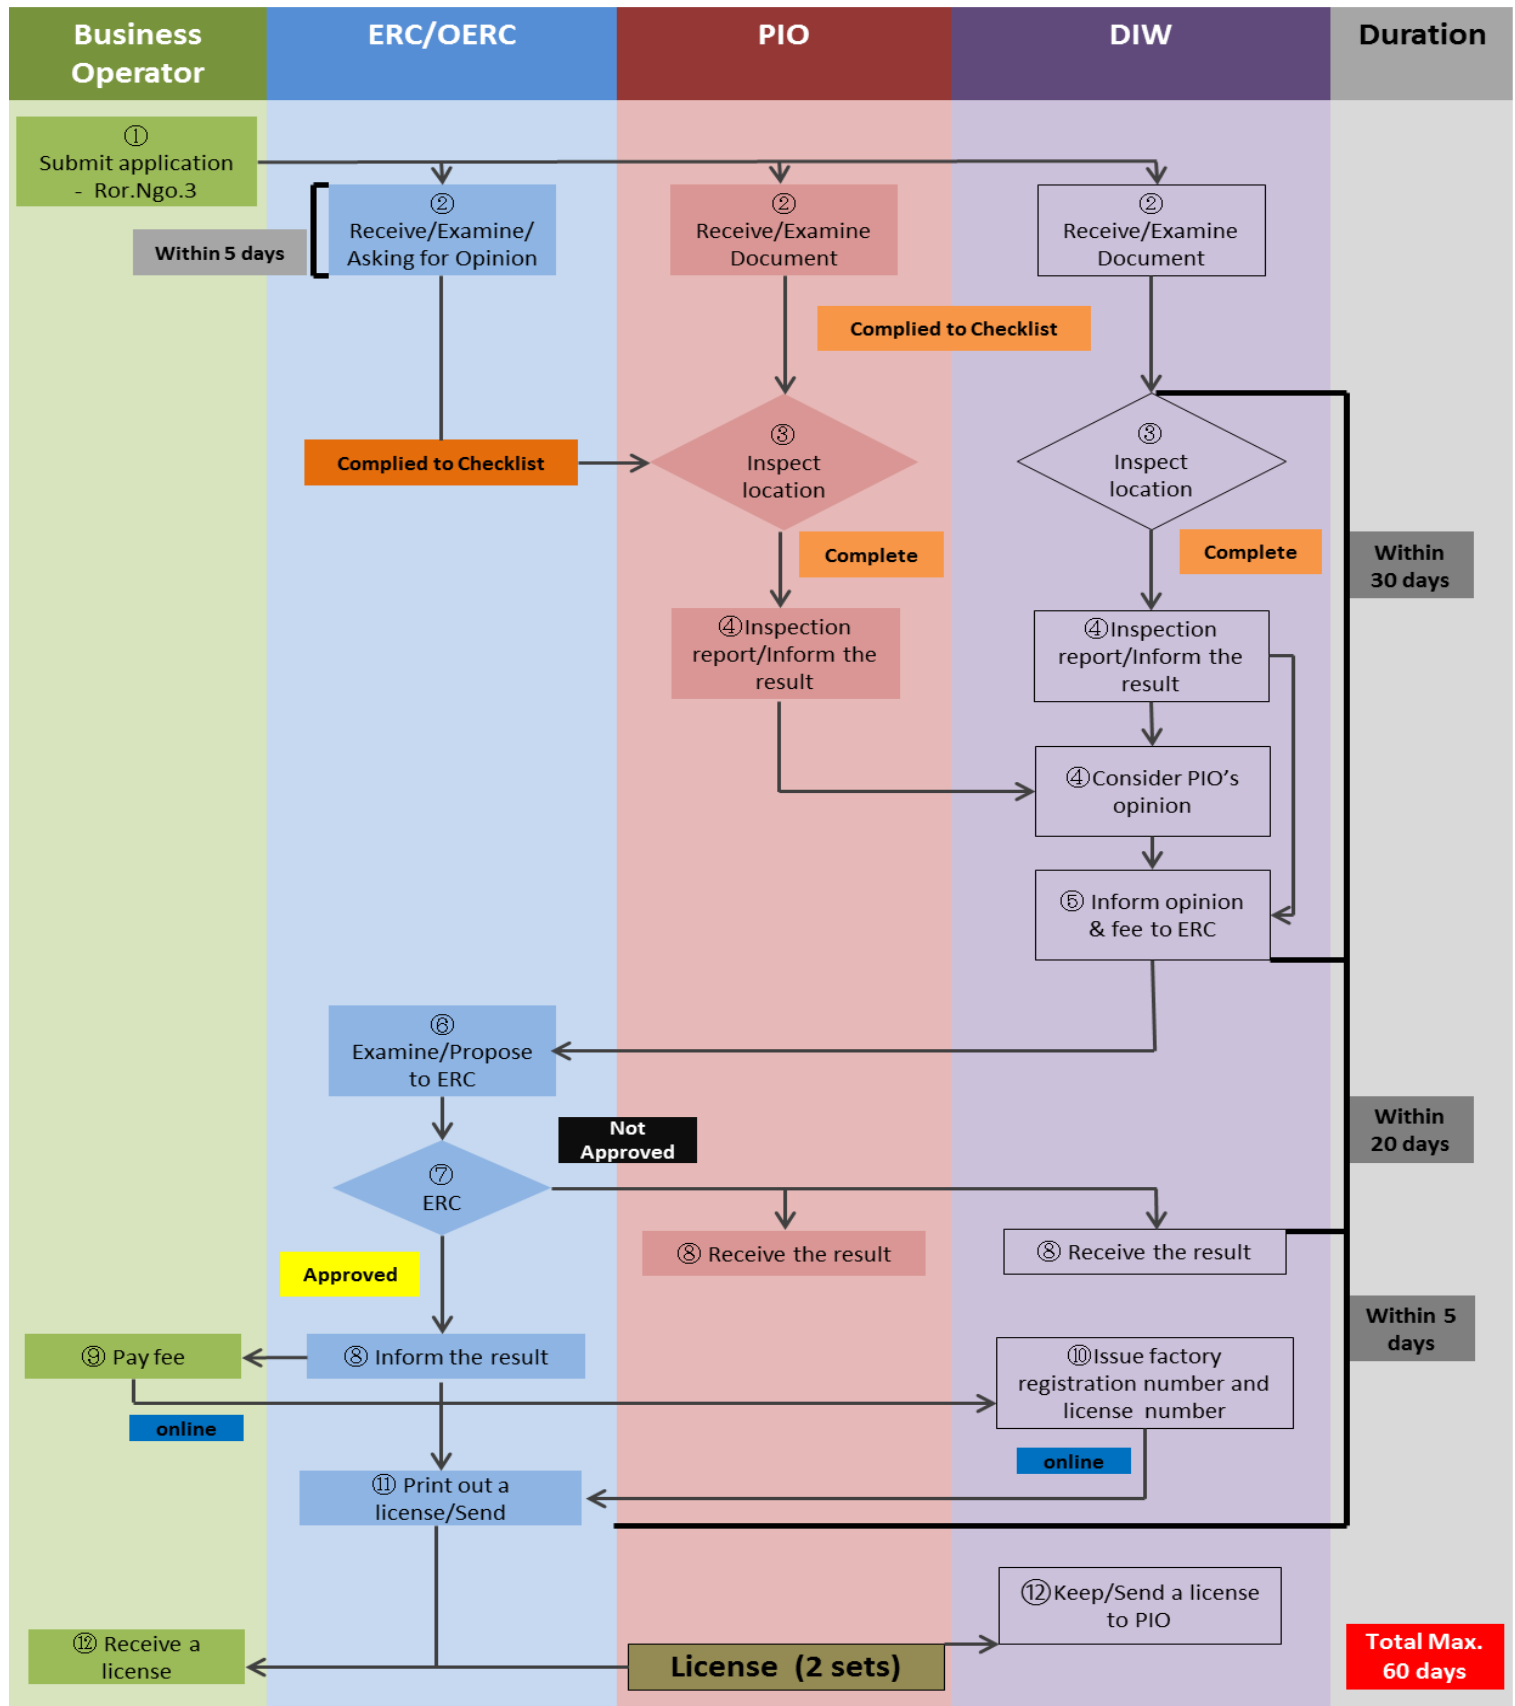 Business
Operator
ERC/OERC
PIO
DIW
Duration
①
Submit application
- Ror.Ngo.3
Within 5 days
②
Receive/Examine/
Asking for Opinion
②
Receive/Examine
Document
②
Receive/Examine
Document
Complied to Checklist
Complied to Checklist
③
Inspect
location
③
Inspect
location
Complete
Complete
Within
30 days
④Inspection
report/Inform the
result
④Inspection
report/Inform the
result
④Consider PIO’s
opinion
⑤ Inform opinion
& fee to ERC
⑥
Examine/Propose
to ERC
Not
Approved
Within
20 days
⑦
ERC
⑧ Receive the result
⑧ Receive the result
Approved
Within 5
days
⑨ Pay fee
⑧ Inform the result
⑩Issue factory
registration number and
license number
online
online
⑪ Print out a
license/Send
⑫Keep/Send a license
to PIO
⑫ Receive a
license
License (2 sets)
Total Max.
60 days